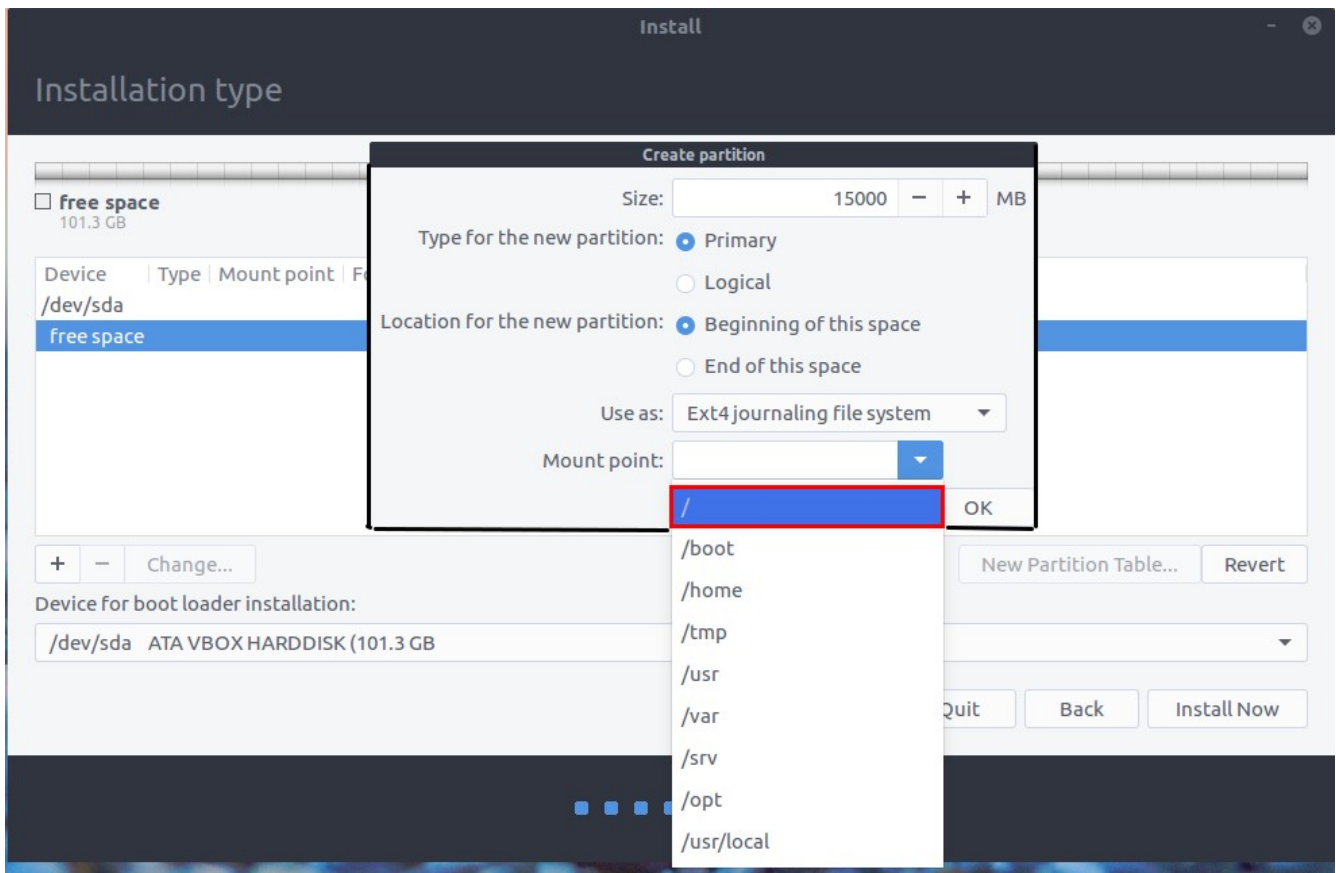 Install
Installation type
Create partition
Size: 15000 − + MB
free space
101.3 GB
Type for the new partition: Primary
Logical
Device Type Mount point Fo
/dev/sda
free space
Location for the new partition: Beginning of this space
End of this space
Use as: Ext4 journaling file system
Mount point:
/
OK
/boot
/home
/tmp
/usr
/var
/srv
/opt
/usr/local
+ − Change...
New Partition Table... Revert
Device for boot loader installation:
/dev/sda ATA VBOX HARDDISK (101.3 GB
Quit Back Install Now